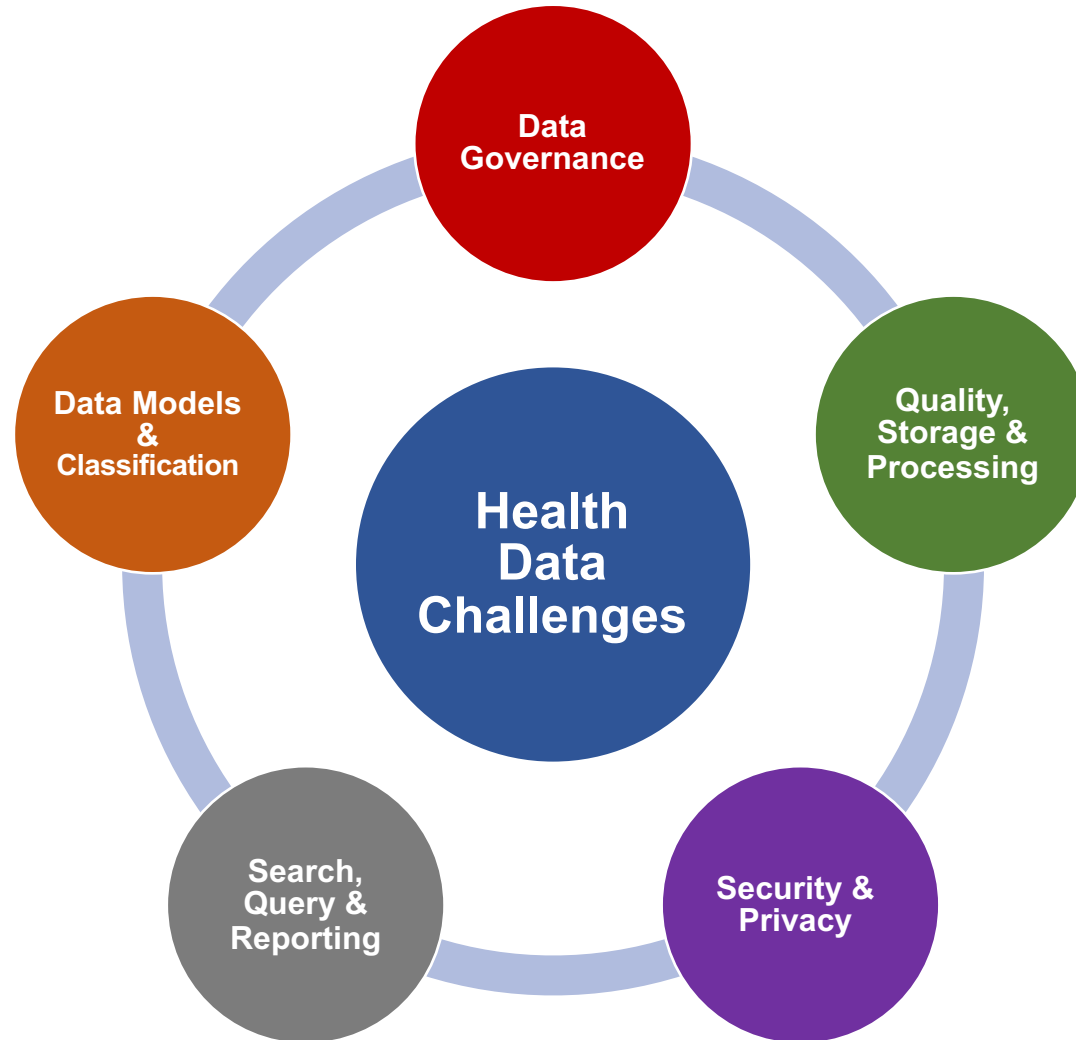 Data
Governance
Data Models
&
Classification
Quality,
Storage &
Processing
Health
Data
Challenges
Search,
Query &
Reporting
Security &
Privacy